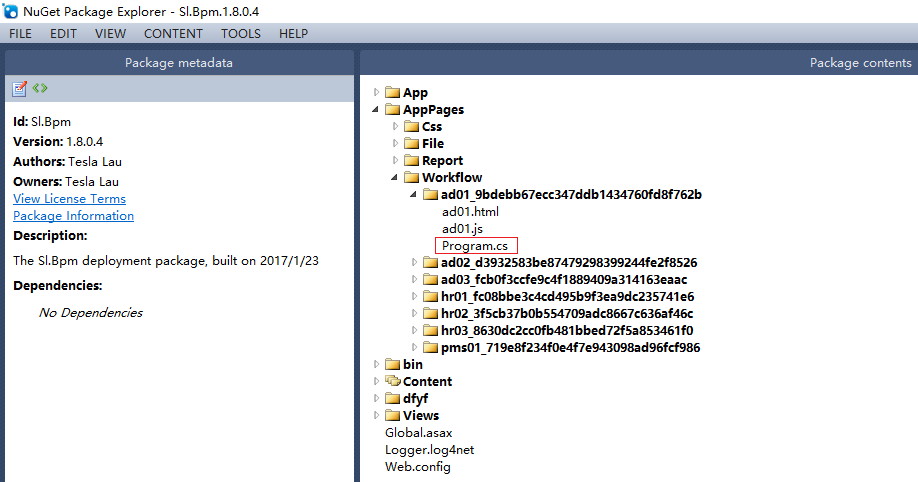 NuGet Package Explorer - Sl.Bpm.1.8.0.4
FILE EDIT VIEW CONTENT TOOLS HELP
Package metadata
Id: Sl.Bpm
Version: 1.8.0.4
Authors: Tesla Lau
Owners: Tesla Lau
View License Terms
Package Information
Description:
The Sl.Bpm deployment package, built on 2017/1/23
Dependencies:
No Dependencies
Package contents
App
AppPages
Css
File
Report
Workflow
ad01_9bdebb67ecc347ddb1434760fd8f762b
ad01.html
ad01.js
Program.cs
ad02_d3932583be87479298399244fe2f8526
ad03_fcb0f3ccfe9c4f1889409a314163eaac
hr01_fc08bbe3c4cd495b9f3ea9dc235741e6
hr02_3f5cb37b0b554709adc8667c636af46c
hr03_8630dc2cc0fb481bbed72f5a853461f0
pms01_719e8f234f0e4f7e943098ad96fcf986
bin
Content
dfyf
Views
Global.asax
Logger.log4net
Web.config